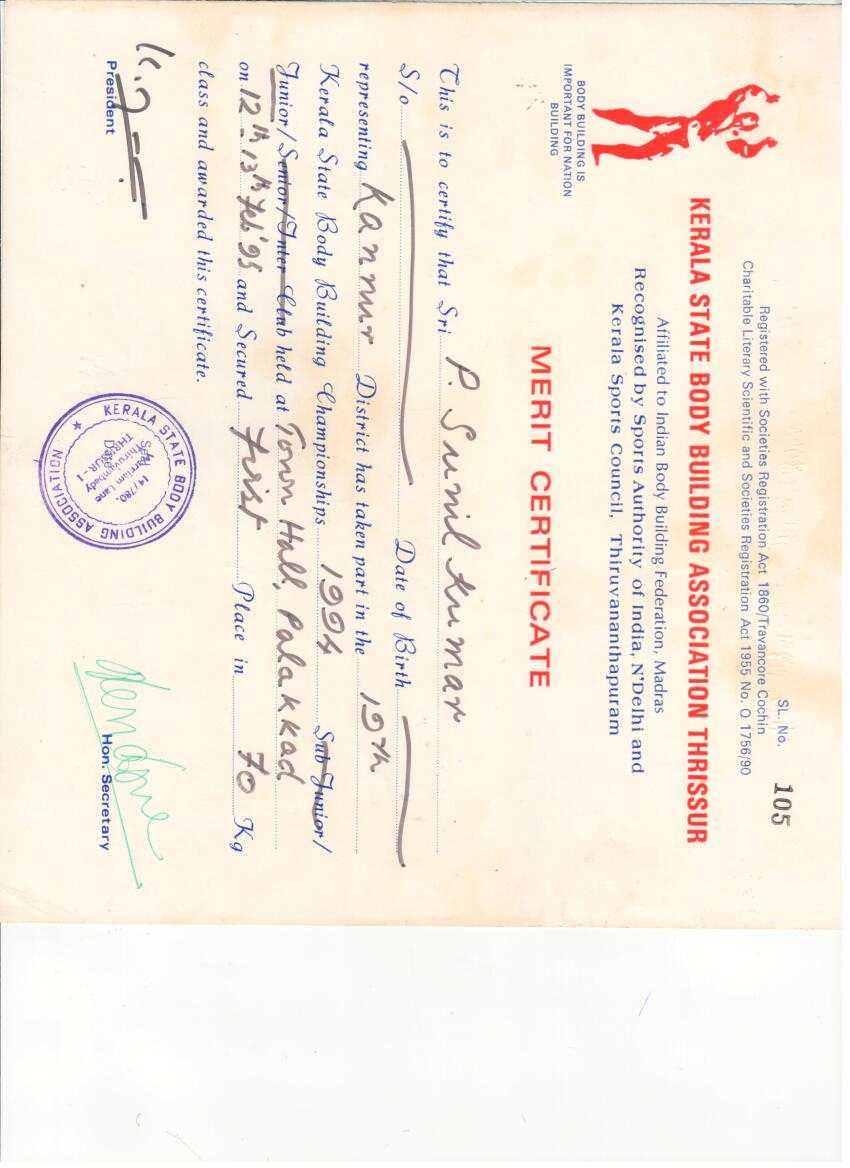 SL. No. 105
Registered with Societies Registration Act 1860/Travancore Cochin
Charitable Literary Scientific and Societies Registration Act 1955 No. O 1756/90
KERALA STATE BODY BUILDING ASSOCIATION THRISSUR
Affiliated to Indian Body Building Federation, Madras
Recognised by Sports Authority of India, N'Delhi and
Kerala Sports Council, Thiruvananthapuram
BODY BUILDING IS
IMPORTANT FOR NATION
BUILDING
MERIT CERTIFICATE
This is to certify that Sri P. Sunil Kumar
S/o Date of Birth
representing Kannur District has taken part in the 19th
Kerala State Body Building Championships 1994 Sub Junior/
Junior/Senior/Inter Club held at Town Hall, Palakkad
on 12th 13th Feb'95 and Secured First Place in 70 Kg
class and awarded this certificate.
KERALA STATE BODY BUILDING ASSOCIATION
14/780,
Lane
Thiruvambady
THRISSUR-1
President
Hon. Secretary